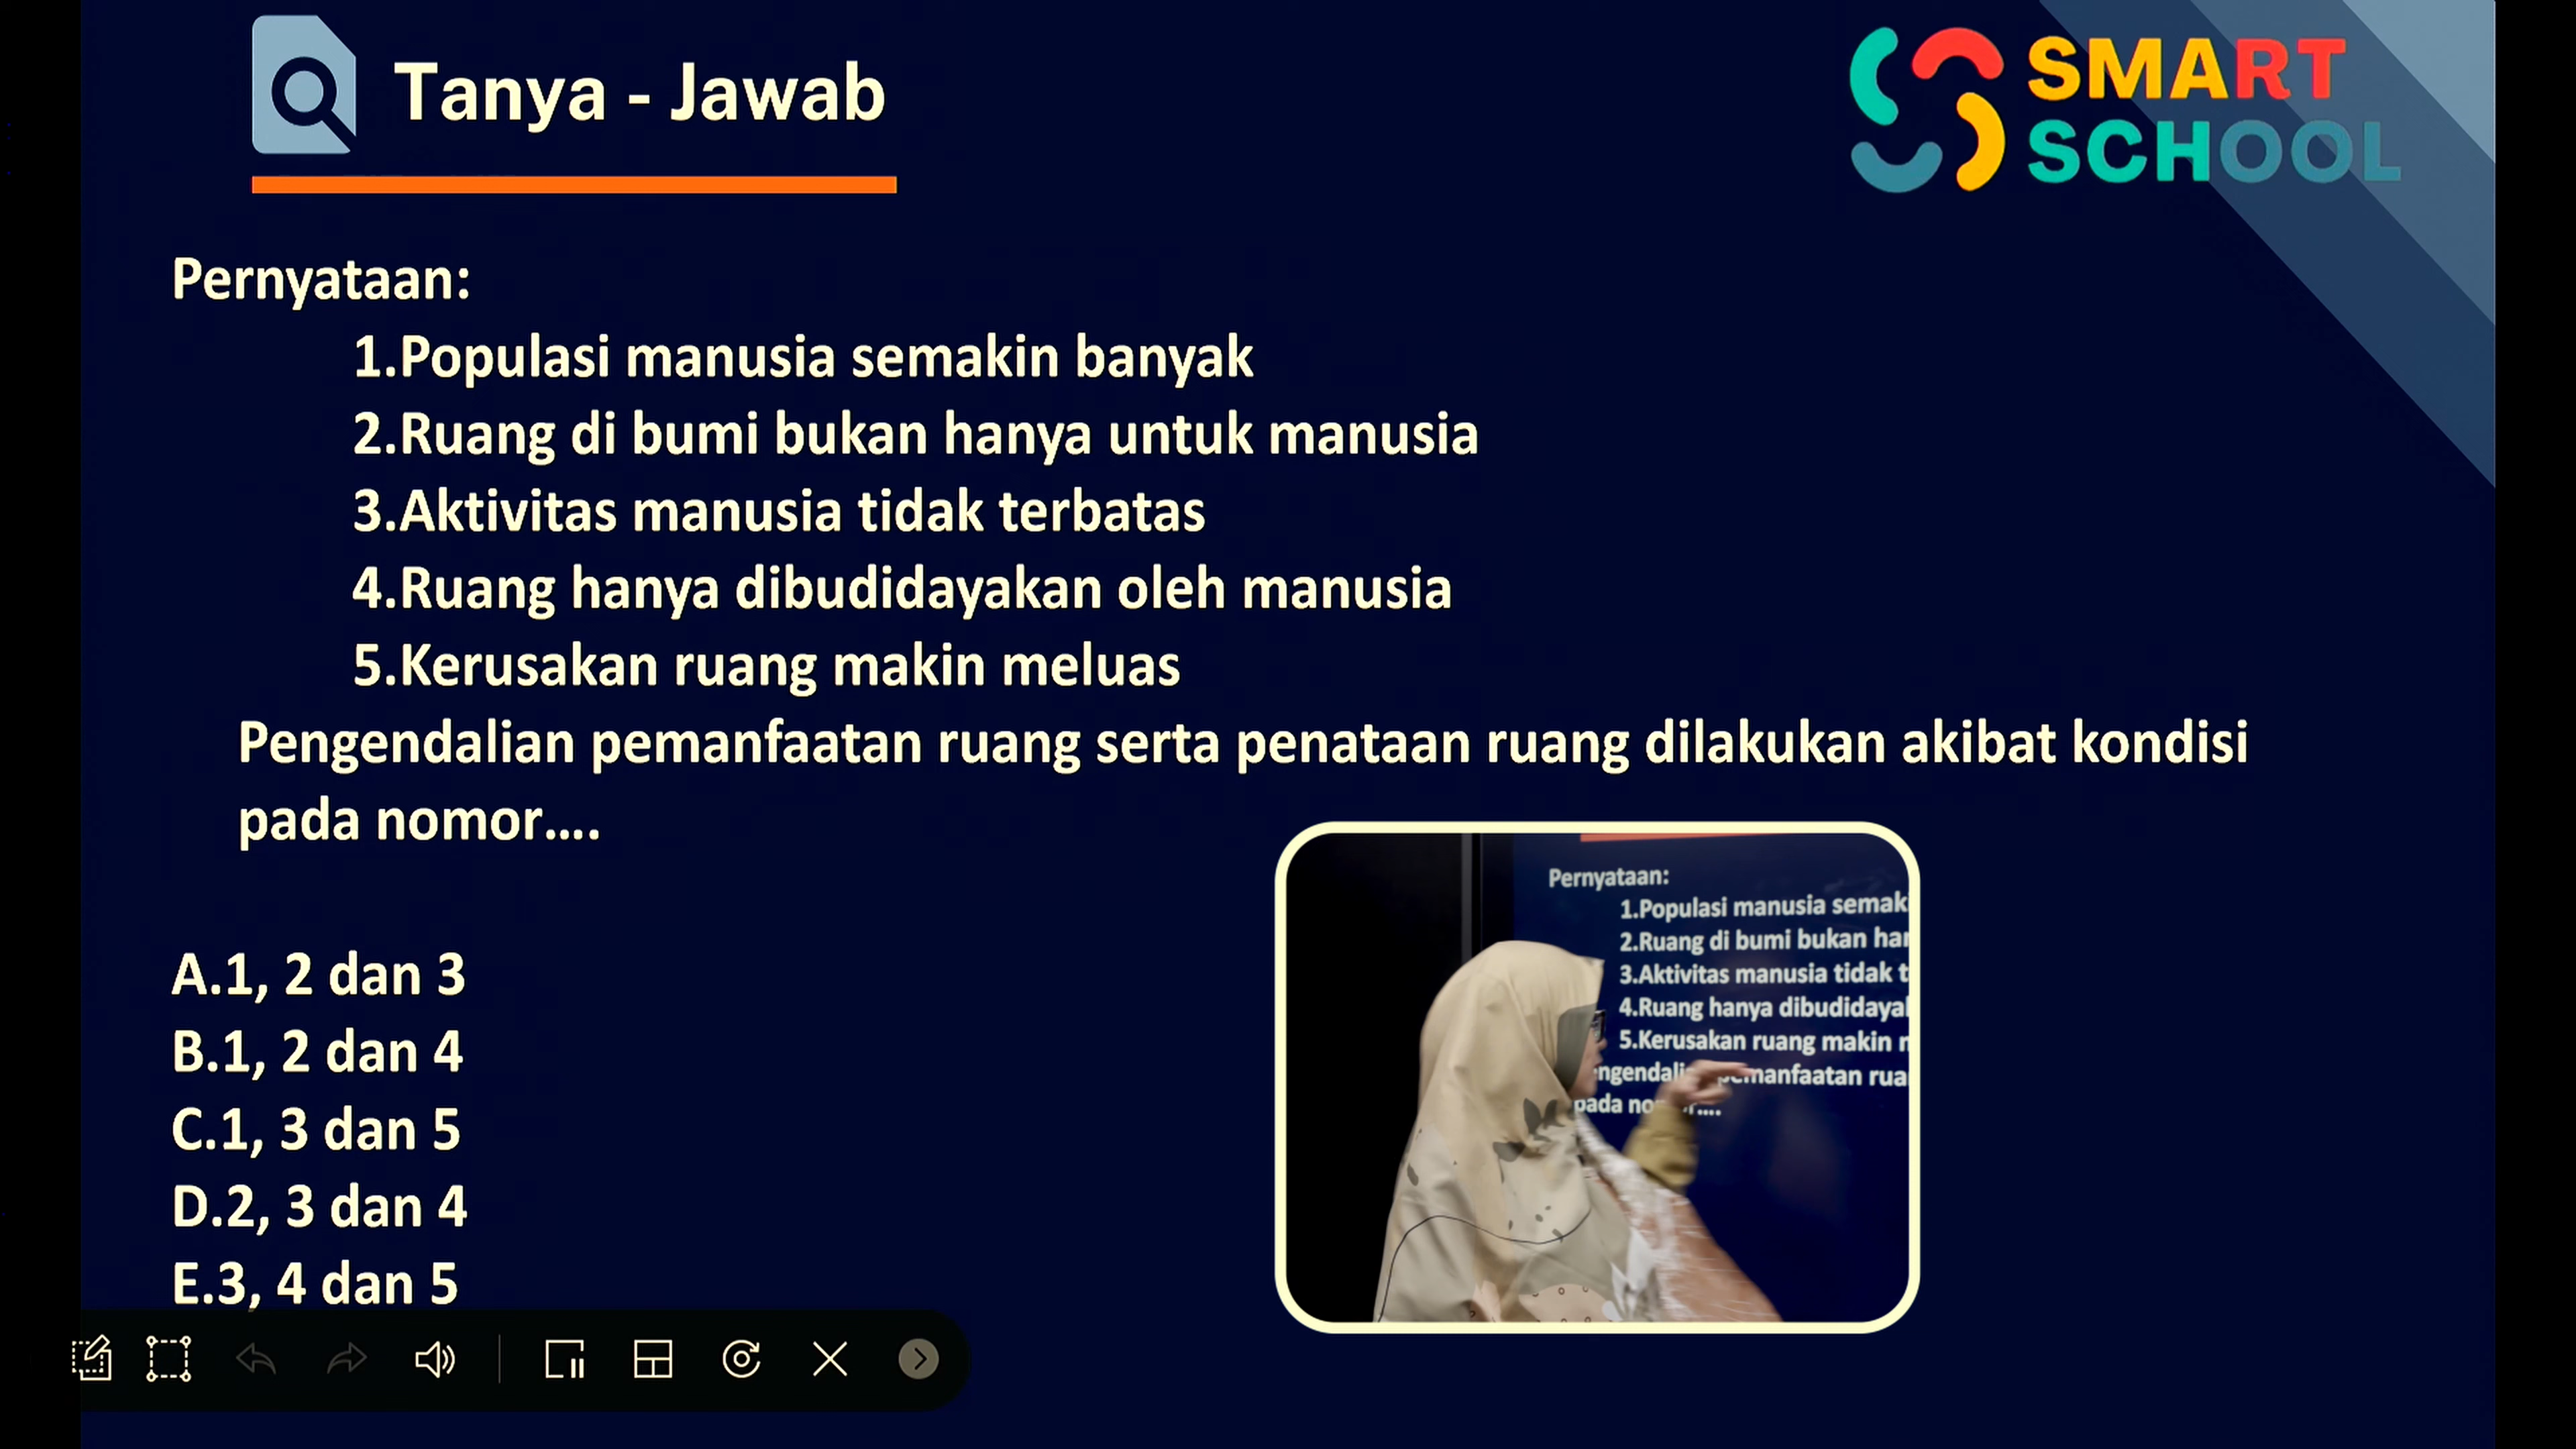 Tanya - Jawab
SMART
SCHOOL
Pernyataan:
1.Populasi manusia semakin banyak
2.Ruang di bumi bukan hanya untuk manusia
3.Aktivitas manusia tidak terbatas
4.Ruang hanya dibudidayakan oleh manusia
5.Kerusakan ruang makin meluas
Pengendalian pemanfaatan ruang serta penataan ruang dilakukan akibat kondisi
pada nomor....
A.1, 2 dan 3
B.1, 2 dan 4
C.1, 3 dan 5
D.2, 3 dan 4
E.3, 4 dan 5
Pernyataan:
1.Populasi manusia semak
2.Ruang di bumi bukan han
3.Aktivitas manusia tidak t
4.Ruang hanya dibudidaya
5.Kerusakan ruang makin
ngendali manfaatan rua
pada no ....